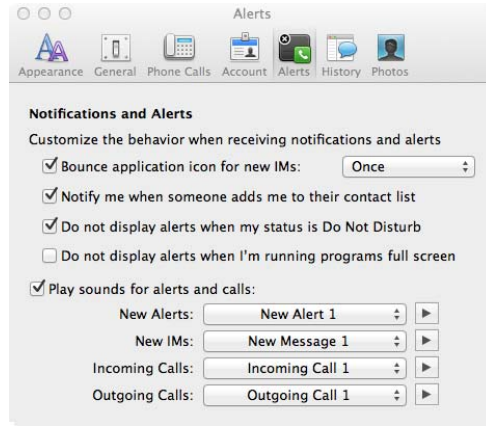 Alerts
Appearance General Phone Calls Account Alerts History Photos
Notifications and Alerts
Customize the behavior when receiving notifications and alerts
Bounce application icon for new IMs: Once
Notify me when someone adds me to their contact list
Do not display alerts when my status is Do Not Disturb
Do not display alerts when I'm running programs full screen
Play sounds for alerts and calls:
New Alerts: New Alert 1
New IMs: New Message 1
Incoming Calls: Incoming Call 1
Outgoing Calls: Outgoing Call 1